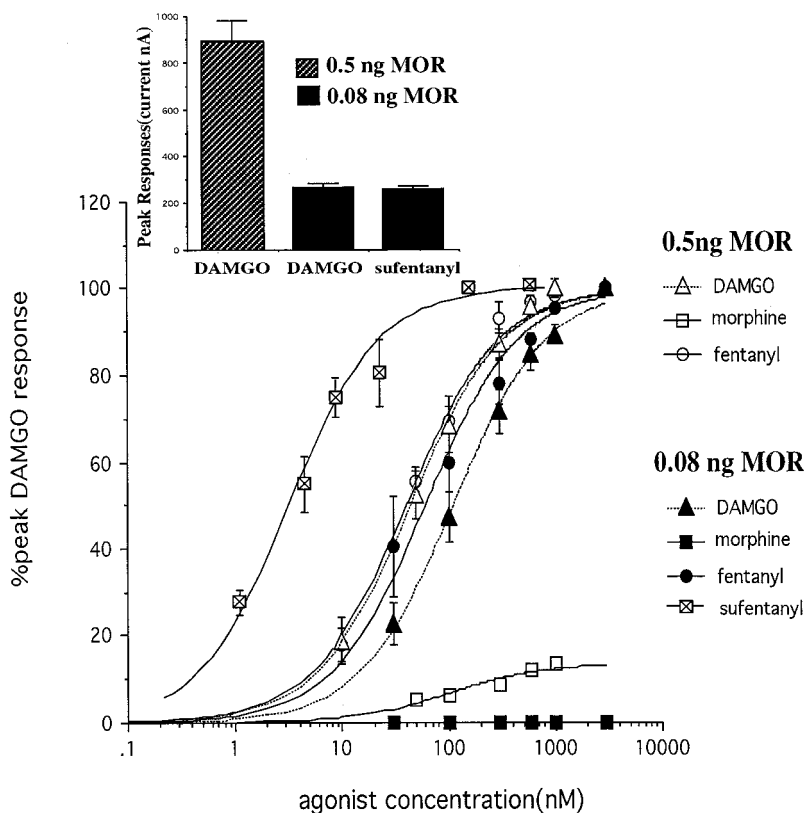 1000
800
600
400
200
0
Peak Responses(current nA)
0.5 ng MOR
0.08 ng MOR
DAMGO DAMGO sufentanyl
120
100
80
60
40
20
0
%peak DAMGO response
.1 1 10 100 1000 10000
agonist concentration(nM)
0.5ng MOR
DAMGO
morphine
fentanyl
0.08 ng MOR
DAMGO
morphine
fentanyl
sufentanyl